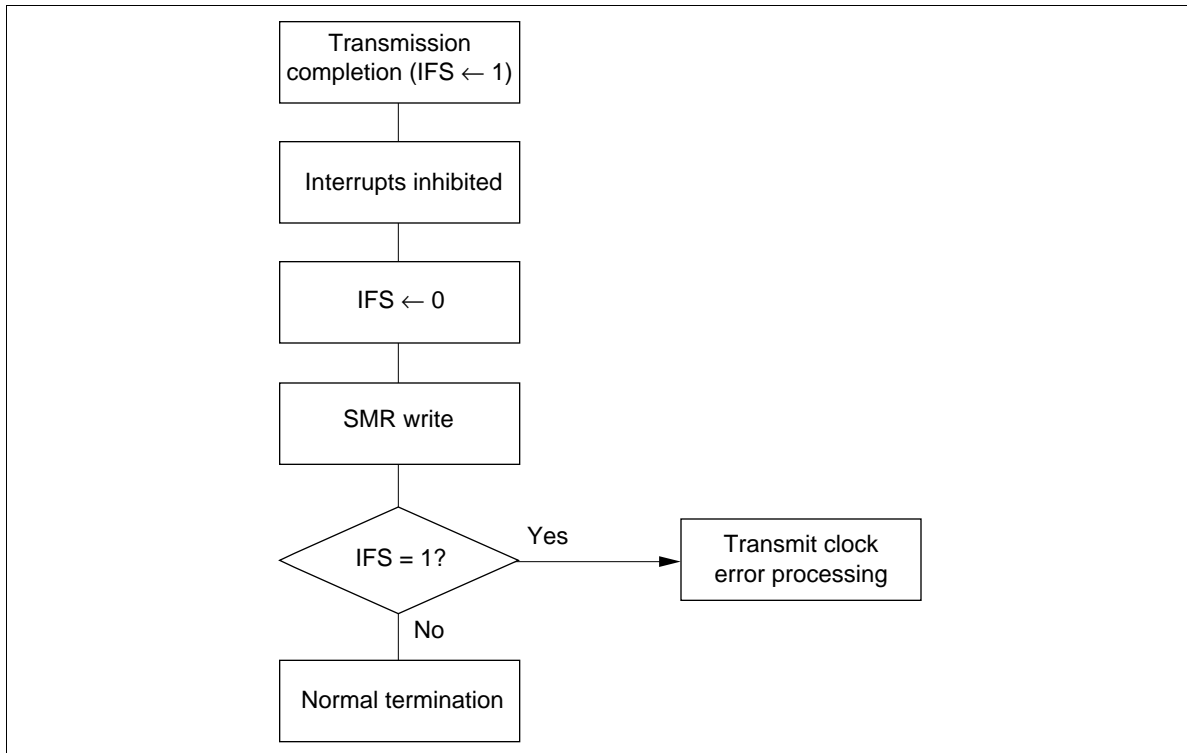 Transmission
completion (IFS ← 1)
Interrupts inhibited
IFS ← 0
SMR write
IFS = 1?
Yes
Transmit clock
error processing
No
Normal termination